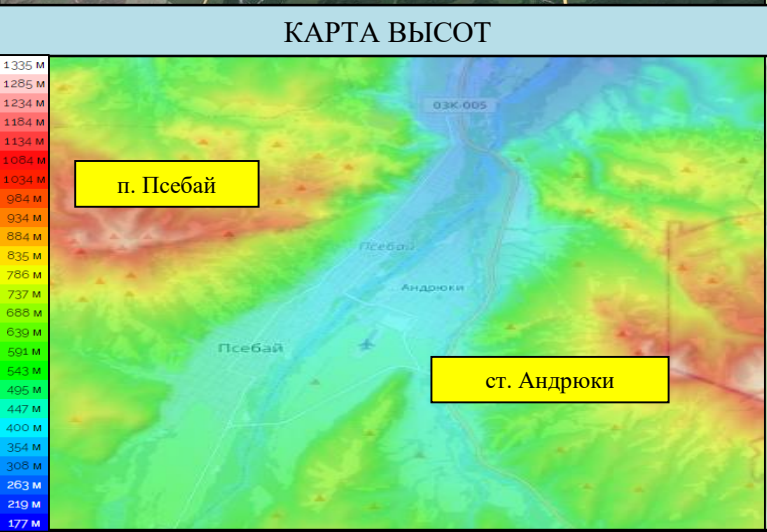 КАРТА ВЫСОТ
1335 м
1285 м
1234 м
1184 м
1134 м
1084 м
1034 м
984 м
934 м
884 м
835 м
786 м
737 м
688 м
639 м
591 м
543 м
495 м
447 м
400 м
354 м
308 м
263 м
219 м
177 м
03К-005
п. Псебай
Псебай
Андрюки
Псебай
ст. Андрюки